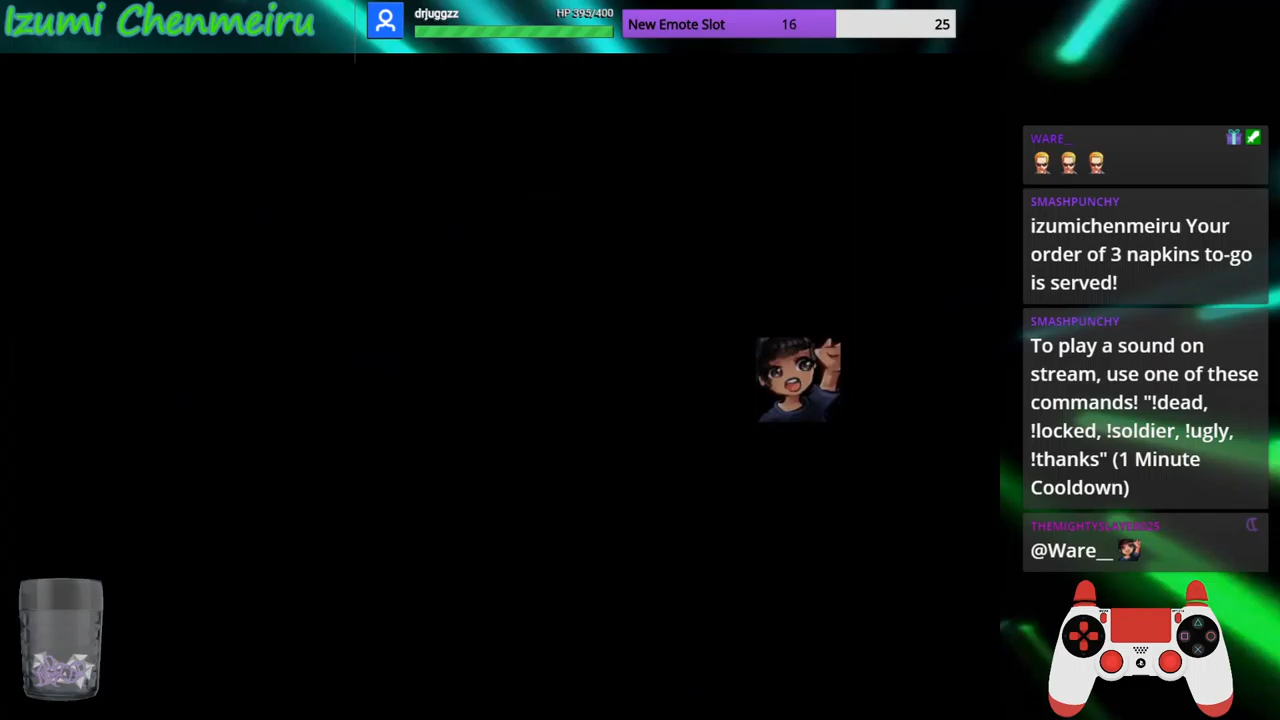 Izumi Chenmeiru
drjuggzz
HP 395/400
New Emote Slot 16 25
WARE_
SMASHPUNCHY
izumichenmeiru Your
order of 3 napkins to-go
is served!
SMASHPUNCHY
To play a sound on
stream, use one of these
commands! "!dead,
!locked, !soldier, !ugly,
!thanks" (1 Minute
Cooldown)
@Ware__